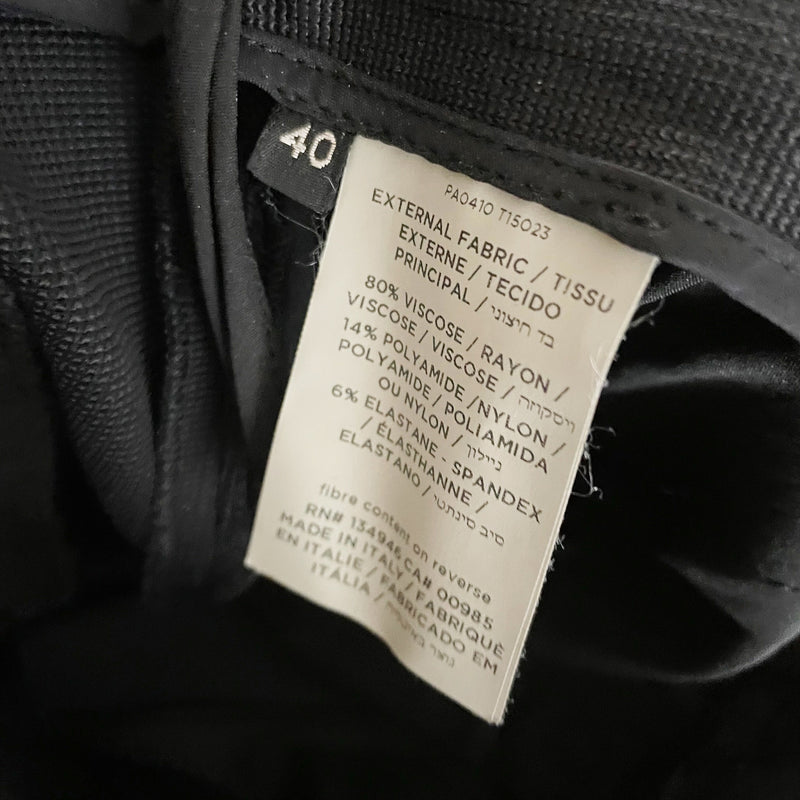 40
PA0410 T15023
EXTERNAL FABRIC / TISSU
EXTERNE / TECIDO
PRINCIPAL / בד חיצוני
80% VISCOSE / RAYON /
VISCOSE / VISCOSE / ויסקוזה
14% POLYAMIDE /NYLON /
POLYAMIDE / POLIAMIDA
OU NYLON / ניילון
6% ELASTANE - SPANDEX
/ ÉLASTHANNE /
ELASTANO / סיב סינתטי
fibre content on reverse
RN# 134946 CA# 00985
MADE IN ITALY / FABRIQUÉ
EN ITALIE / FABRICADO EM
ITÁLIA / נוצר באיטליה